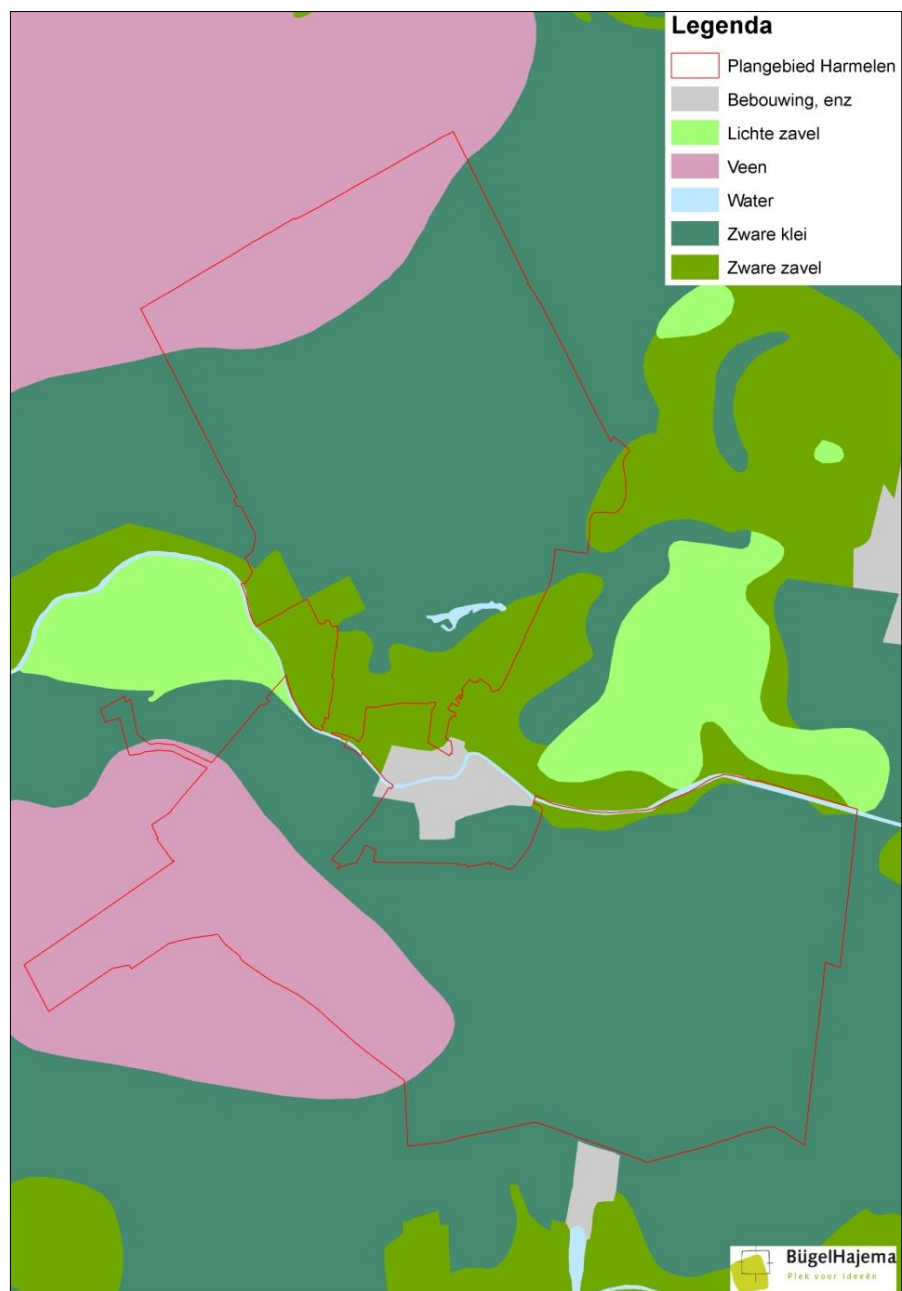 Legenda
Plangebied Harmelen
Bebouwing, enz
Lichte zavel
Veen
Water
Zware klei
Zware zavel
BügelHajema
Plek voor ideeën